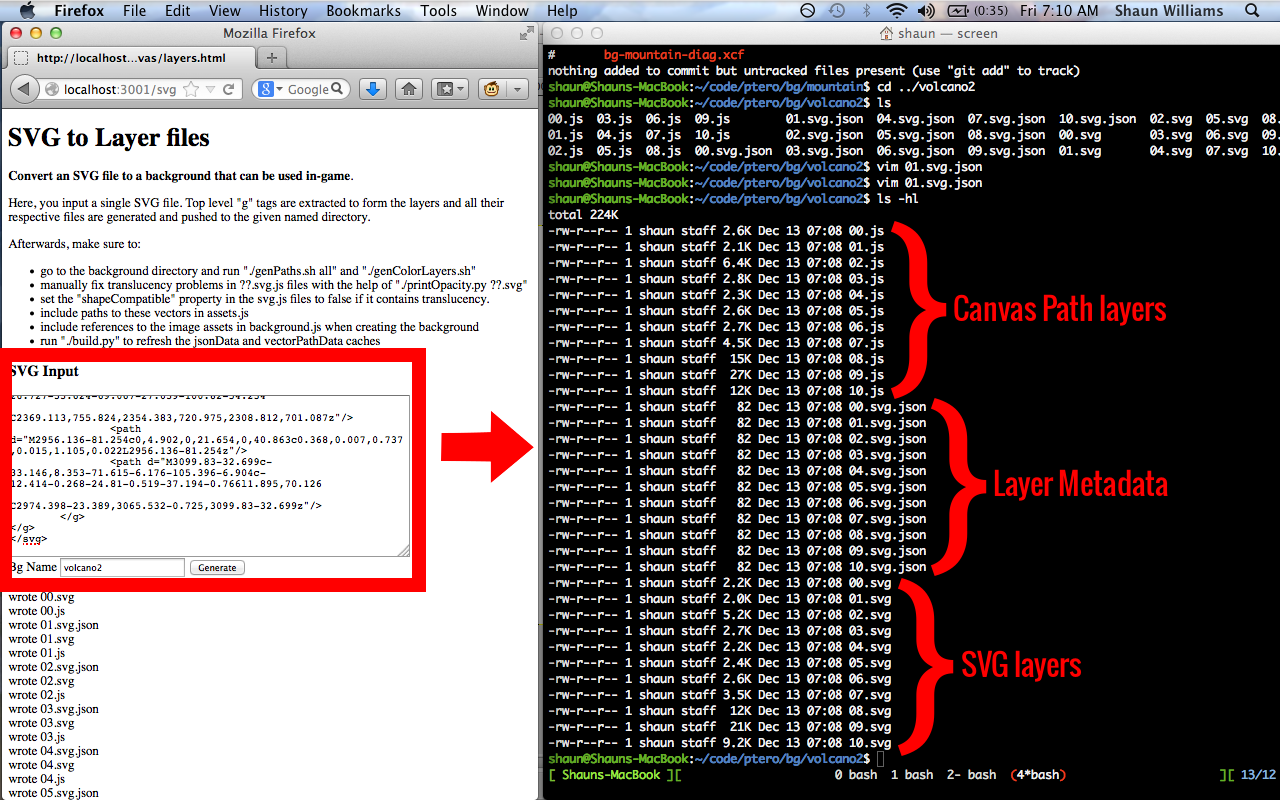 Firefox File Edit View History Bookmarks Tools Window Help (0:35) Fri 7:10 AM Shaun Williams
Mozilla Firefox
http://localhost...vas/layers.html
localhost:3001/svg Google
SVG to Layer files
Convert an SVG file to a background that can be used in-game.
Here, you input a single SVG file. Top level "g" tags are extracted to form the layers and all their
respective files are generated and pushed to the given named directory.
Afterwards, make sure to:
• go to the background directory and run "./genPaths.sh all" and "./genColorLayers.sh"
• manually fix translucency problems in ??.svg.js files with the help of "./printOpacity.py ??.svg"
• set the "shapeCompatible" property in the svg.js files to false if it contains translucency.
• include paths to these vectors in assets.js
• include references to the image assets in background.js when creating the background
• run "./build.py" to refresh the jsonData and vectorPathData caches
SVG Input
C2369.113,755.824,2354.383,720.975,2308.812,701.087z"/>
<path
d="M2956.136-81.254c0,4.902,0,21.654,0,40.863c0.368,0.007,0.737
,0.015,1.105,0.022L2956.136-81.254z"/>
<path d="M3099.83-32.699c-
33.146,8.353-71.615-6.176-105.396-6.904c-
12.414-0.268-24.81-0.519-37.194-0.76611.895,70.126
C2974.398-23.389,3065.532-0.725,3099.83-32.699z"/>
</g>
</g>
</svg>
Bg Name volcano2 Generate
wrote 00.svg
wrote 00.js
wrote 01.svg.json
wrote 01.svg
wrote 01.js
wrote 02.svg.json
wrote 02.svg
wrote 02.js
wrote 03.svg.json
wrote 03.svg
wrote 03.js
wrote 04.svg.json
wrote 04.svg
wrote 04.js
wrote 05.svg.json
shaun — screen
# bg-mountain-diag.xcf
nothing added to commit but untracked files present (use "git add" to track)
shaun@Shauns-MacBook:~/code/ptero/bg/mountain$ cd ../volcano2
shaun@Shauns-MacBook:~/code/ptero/bg/volcano2$ ls
00.js 03.js 06.js 09.js 01.svg.json 04.svg.json 07.svg.json 10.svg.json 02.svg 05.svg 08.
01.js 04.js 07.js 10.js 02.svg.json 05.svg.json 08.svg.json 00.svg 03.svg 06.svg 09.
02.js 05.js 08.js 00.svg.json 03.svg.json 06.svg.json 09.svg.json 01.svg 04.svg 07.svg 10.
shaun@Shauns-MacBook:~/code/ptero/bg/volcano2$ vim 01.svg.json
shaun@Shauns-MacBook:~/code/ptero/bg/volcano2$ vim 01.svg.json
shaun@Shauns-MacBook:~/code/ptero/bg/volcano2$ ls -hl
total 224K
-rw-r--r-- 1 shaun staff 2.6K Dec 13 07:08 00.js
-rw-r--r-- 1 shaun staff 2.1K Dec 13 07:08 01.js
-rw-r--r-- 1 shaun staff 6.4K Dec 13 07:08 02.js
-rw-r--r-- 1 shaun staff 2.8K Dec 13 07:08 03.js
-rw-r--r-- 1 shaun staff 2.3K Dec 13 07:08 04.js
-rw-r--r-- 1 shaun staff 2.6K Dec 13 07:08 05.js
-rw-r--r-- 1 shaun staff 2.7K Dec 13 07:08 06.js
-rw-r--r-- 1 shaun staff 4.5K Dec 13 07:08 07.js
-rw-r--r-- 1 shaun staff 15K Dec 13 07:08 08.js
-rw-r--r-- 1 shaun staff 27K Dec 13 07:08 09.js
-rw-r--r-- 1 shaun staff 12K Dec 13 07:08 10.js
Canvas Path layers
-rw-r--r-- 1 shaun staff 82 Dec 13 07:08 00.svg.json
-rw-r--r-- 1 shaun staff 82 Dec 13 07:08 01.svg.json
-rw-r--r-- 1 shaun staff 82 Dec 13 07:08 02.svg.json
-rw-r--r-- 1 shaun staff 82 Dec 13 07:08 03.svg.json
-rw-r--r-- 1 shaun staff 82 Dec 13 07:08 04.svg.json
-rw-r--r-- 1 shaun staff 82 Dec 13 07:08 05.svg.json
-rw-r--r-- 1 shaun staff 82 Dec 13 07:08 06.svg.json
-rw-r--r-- 1 shaun staff 82 Dec 13 07:08 07.svg.json
-rw-r--r-- 1 shaun staff 82 Dec 13 07:08 08.svg.json
-rw-r--r-- 1 shaun staff 82 Dec 13 07:08 09.svg.json
-rw-r--r-- 1 shaun staff 82 Dec 13 07:08 10.svg.json
Layer Metadata
-rw-r--r-- 1 shaun staff 2.2K Dec 13 07:08 00.svg
-rw-r--r-- 1 shaun staff 2.0K Dec 13 07:08 01.svg
-rw-r--r-- 1 shaun staff 5.2K Dec 13 07:08 02.svg
-rw-r--r-- 1 shaun staff 2.7K Dec 13 07:08 03.svg
-rw-r--r-- 1 shaun staff 2.2K Dec 13 07:08 04.svg
-rw-r--r-- 1 shaun staff 2.4K Dec 13 07:08 05.svg
-rw-r--r-- 1 shaun staff 2.6K Dec 13 07:08 06.svg
-rw-r--r-- 1 shaun staff 3.5K Dec 13 07:08 07.svg
-rw-r--r-- 1 shaun staff 12K Dec 13 07:08 08.svg
-rw-r--r-- 1 shaun staff 21K Dec 13 07:08 09.svg
-rw-r--r-- 1 shaun staff 9.2K Dec 13 07:08 10.svg
SVG layers
shaun@Shauns-MacBook:~/code/ptero/bg/volcano2$
[ Shauns-MacBook ][ 0 bash 1 bash 2- bash (4*bash) ][ 13/12